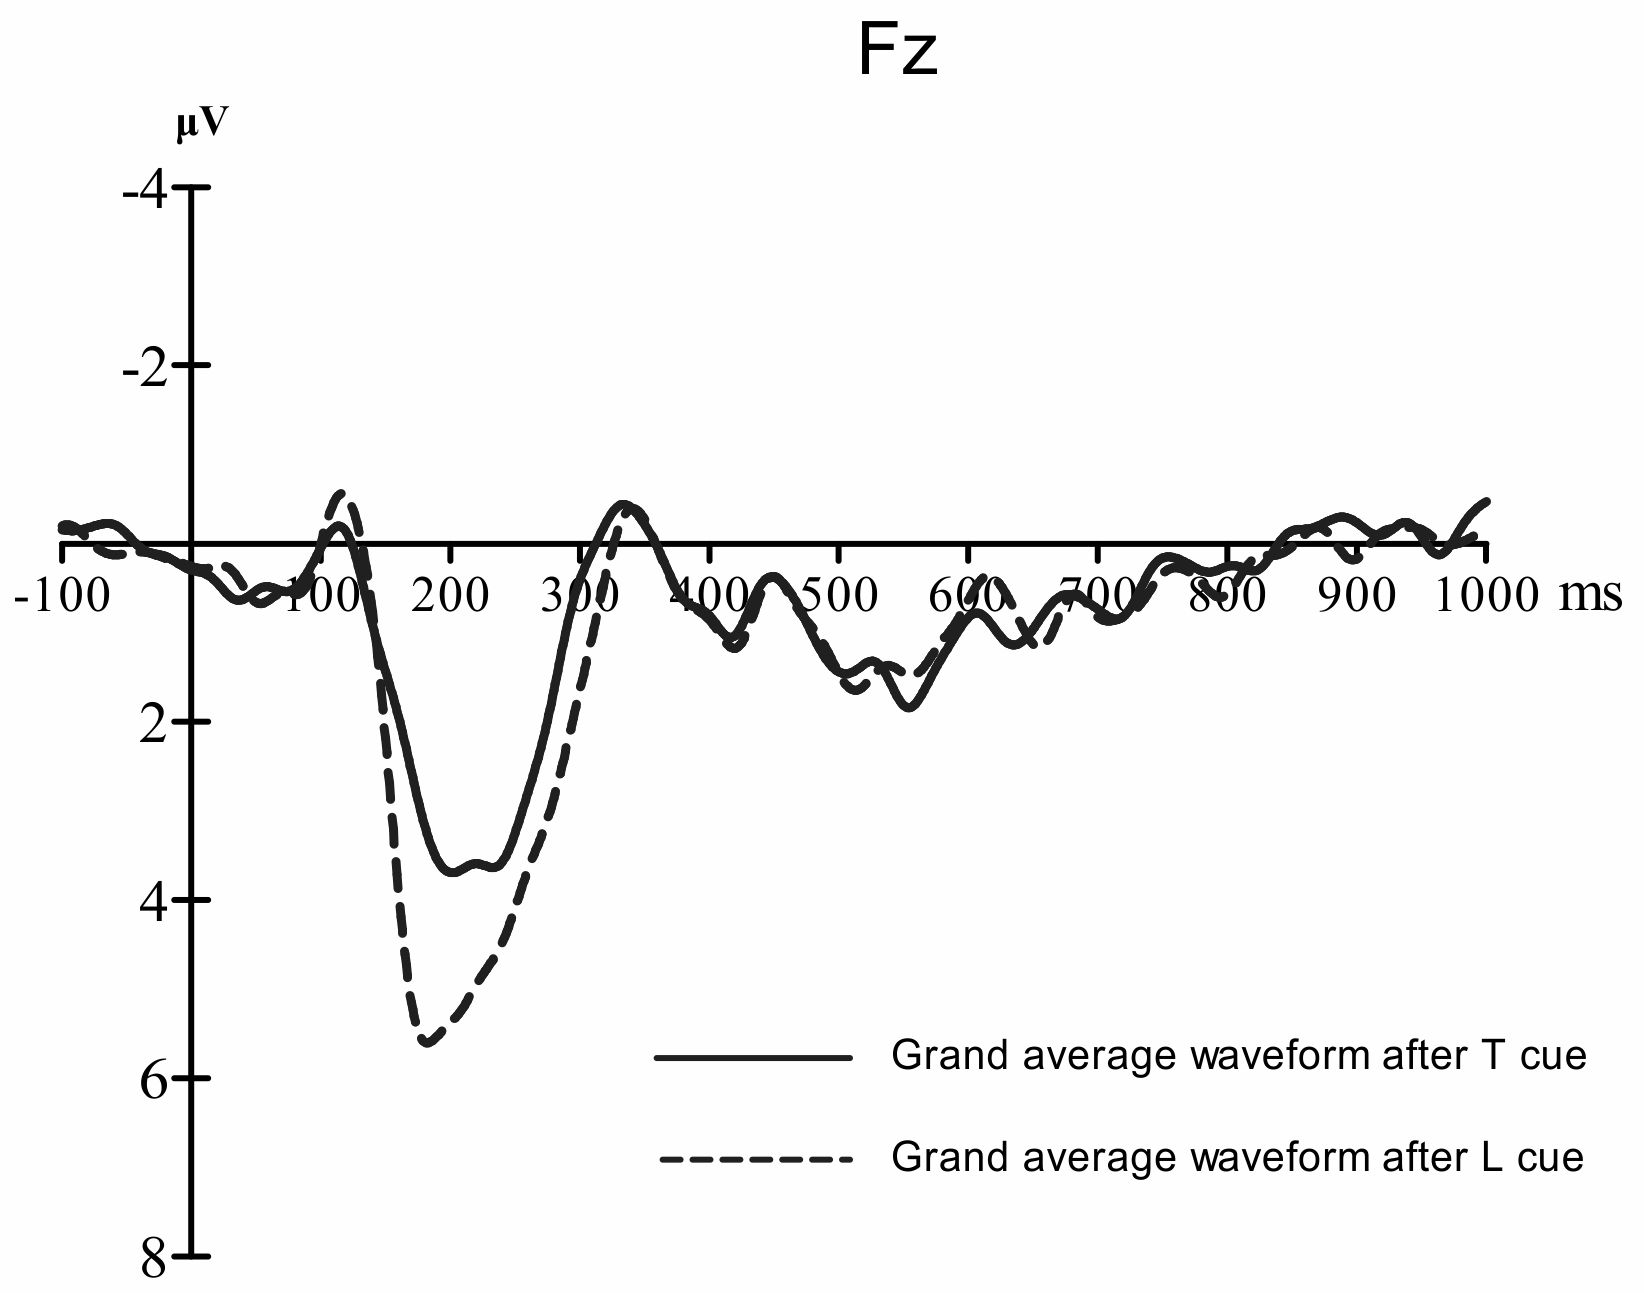 Fz
μV
-4
-2
-100 100 200 300 400 500 600 700 800 900 1000 ms
2
4
6
8
Grand average waveform after T cue
Grand average waveform after L cue